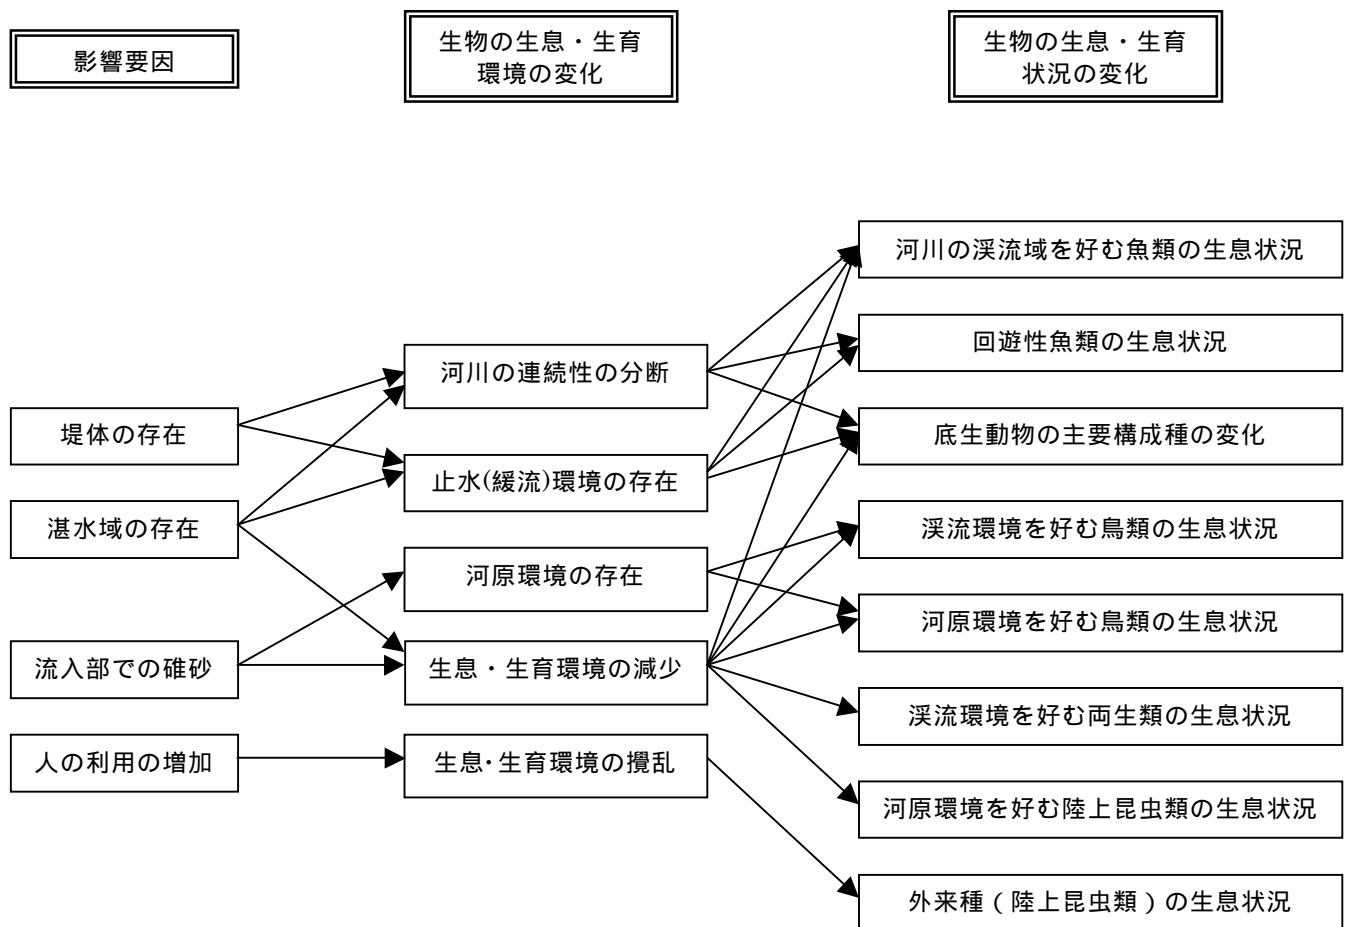 影響要因
生物の生息・生育
環境の変化
生物の生息・生育
状況の変化
堤体の存在
湛水域の存在
流入部での碓砂
人の利用の増加
河川の連続性の分断
止水(緩流)環境の存在
河原環境の存在
生息・生育環境の減少
生息・生育環境の攪乱
河川の渓流域を好む魚類の生息状況
回遊性魚類の生息状況
底生動物の主要構成種の変化
渓流環境を好む鳥類の生息状況
河原環境を好む鳥類の生息状況
渓流環境を好む両生類の生息状況
河原環境を好む陸上昆虫類の生息状況
外来種（陸上昆虫類）の生息状況